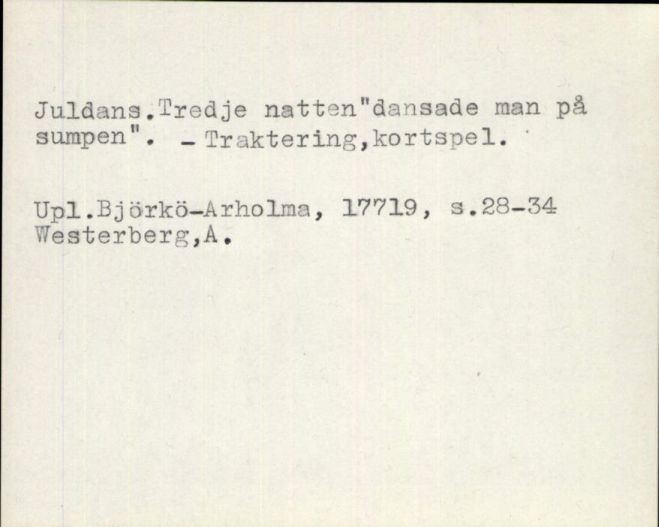 Juldans.Tredje natten"dansade man på
sumpen". - Traktering,kortspel.
Upl.Björkö-Arholma, 17719, s.28-34
Westerberg,A.